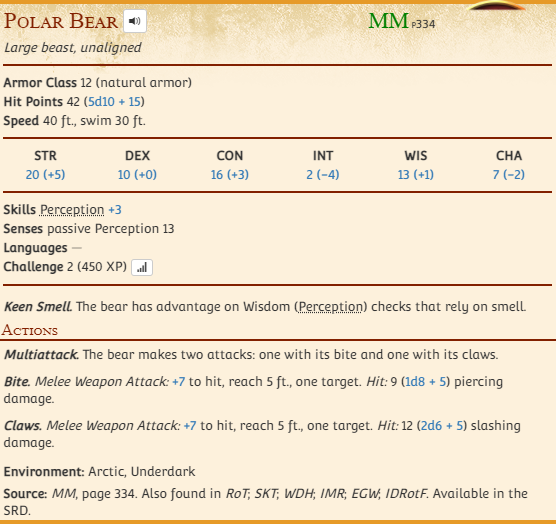 Polar Bear MM p334
Large beast, unaligned
Armor Class 12 (natural armor)
Hit Points 42 (5d10 + 15)
Speed 40 ft., swim 30 ft.
STR DEX CON INT WIS CHA
20 (+5) 10 (+0) 16 (+3) 2 (−4) 13 (+1) 7 (−2)
Skills Perception +3
Senses passive Perception 13
Languages —
Challenge 2 (450 XP)
Keen Smell. The bear has advantage on Wisdom (Perception) checks that rely on smell.
Actions
Multiattack. The bear makes two attacks: one with its bite and one with its claws.
Bite. Melee Weapon Attack: +7 to hit, reach 5 ft., one target. Hit: 9 (1d8 + 5) piercing
damage.
Claws. Melee Weapon Attack: +7 to hit, reach 5 ft., one target. Hit: 12 (2d6 + 5) slashing
damage.
Environment: Arctic, Underdark
Source: MM, page 334. Also found in RoT; SKT; WDH; IMR; EGW; IDRotF. Available in the
SRD.